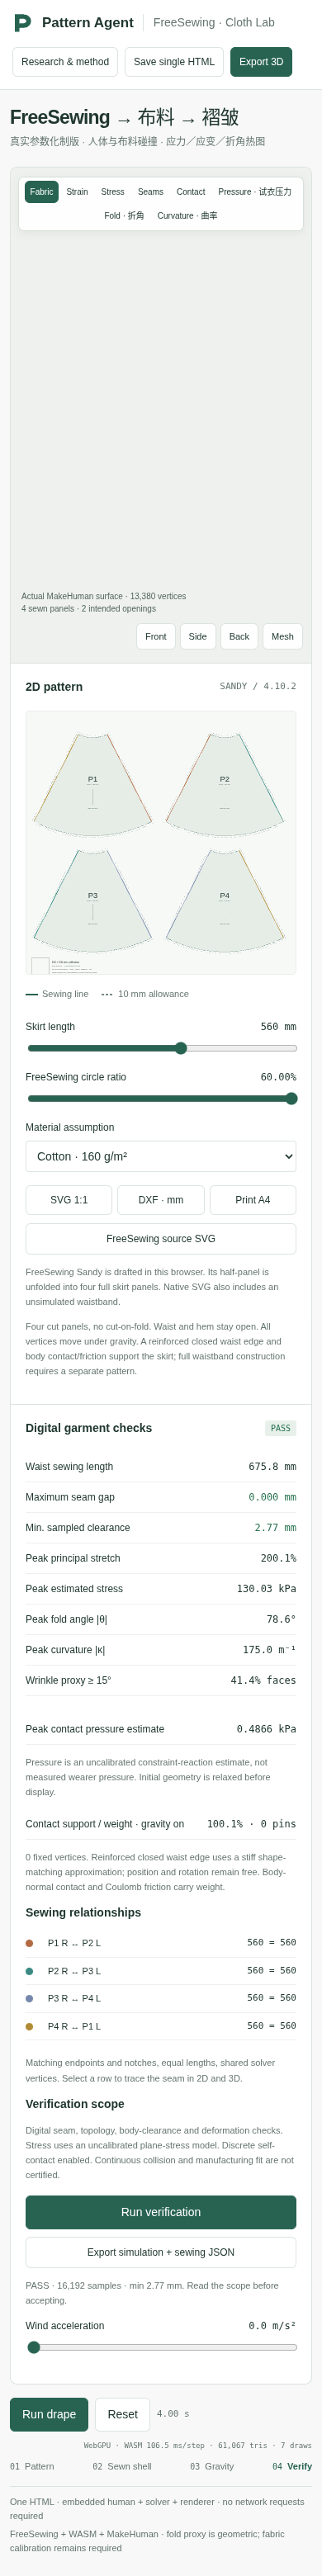 Pattern Agent
FreeSewing · Cloth Lab
Research & method
Save single HTML
Export 3D
FreeSewing → 布料 → 褶皱
真实参数化制版 · 人体与布料碰撞 · 应力／应变／折角热图
Fabric
Strain
Stress
Seams
Contact
Pressure · 试衣压力
Fold · 折角
Curvature · 曲率
Actual MakeHuman surface · 13,380 vertices
4 sewn panels · 2 intended openings
Front
Side
Back
Mesh
2D pattern
SANDY / 4.10.2
P1
P2
P3
P4
Sewing line
10 mm allowance
Skirt length
560 mm
FreeSewing circle ratio
60.00%
Material assumption
Cotton · 160 g/m²
SVG 1:1
DXF · mm
Print A4
FreeSewing source SVG
FreeSewing Sandy is drafted in this browser. Its half-panel is
unfolded into four full skirt panels. Native SVG also includes an
unsimulated waistband.
Four cut panels, no cut-on-fold. Waist and hem stay open. All
vertices move under gravity. A reinforced closed waist edge and
body contact/friction support the skirt; full waistband construction
requires a separate pattern.
Digital garment checks
PASS
Waist sewing length
675.8 mm
Maximum seam gap
0.000 mm
Min. sampled clearance
2.77 mm
Peak principal stretch
200.1%
Peak estimated stress
130.03 kPa
Peak fold angle |θ|
78.6°
Peak curvature |κ|
175.0 m⁻¹
Wrinkle proxy ≥ 15°
41.4% faces
Peak contact pressure estimate
0.4866 kPa
Pressure is an uncalibrated constraint-reaction estimate, not
measured wearer pressure. Initial geometry is relaxed before
display.
Contact support / weight · gravity on
100.1% · 0 pins
0 fixed vertices. Reinforced closed waist edge uses a stiff shape-
matching approximation; position and rotation remain free. Body-
normal contact and Coulomb friction carry weight.
Sewing relationships
P1 R ↔ P2 L
560 = 560
P2 R ↔ P3 L
560 = 560
P3 R ↔ P4 L
560 = 560
P4 R ↔ P1 L
560 = 560
Matching endpoints and notches, equal lengths, shared solver
vertices. Select a row to trace the seam in 2D and 3D.
Verification scope
Digital seam, topology, body-clearance and deformation checks.
Stress is an uncalibrated plane-stress model. Discrete self-
contact enabled. Continuous collision and manufacturing fit are not
certified.
Run verification
Export simulation + sewing JSON
PASS · 16,192 samples · min 2.77 mm. Read the scope before
accepting.
Wind acceleration
0.0 m/s²
Run drape
Reset
4.00 s
WebGPU · WASM 106.5 ms/step · 61,067 tris · 7 draws
01 Pattern
02 Sewn shell
03 Gravity
04 Verify
One HTML · embedded human + solver + renderer · no network requests
required
FreeSewing + WASM + MakeHuman · fold proxy is geometric; fabric
calibration remains required